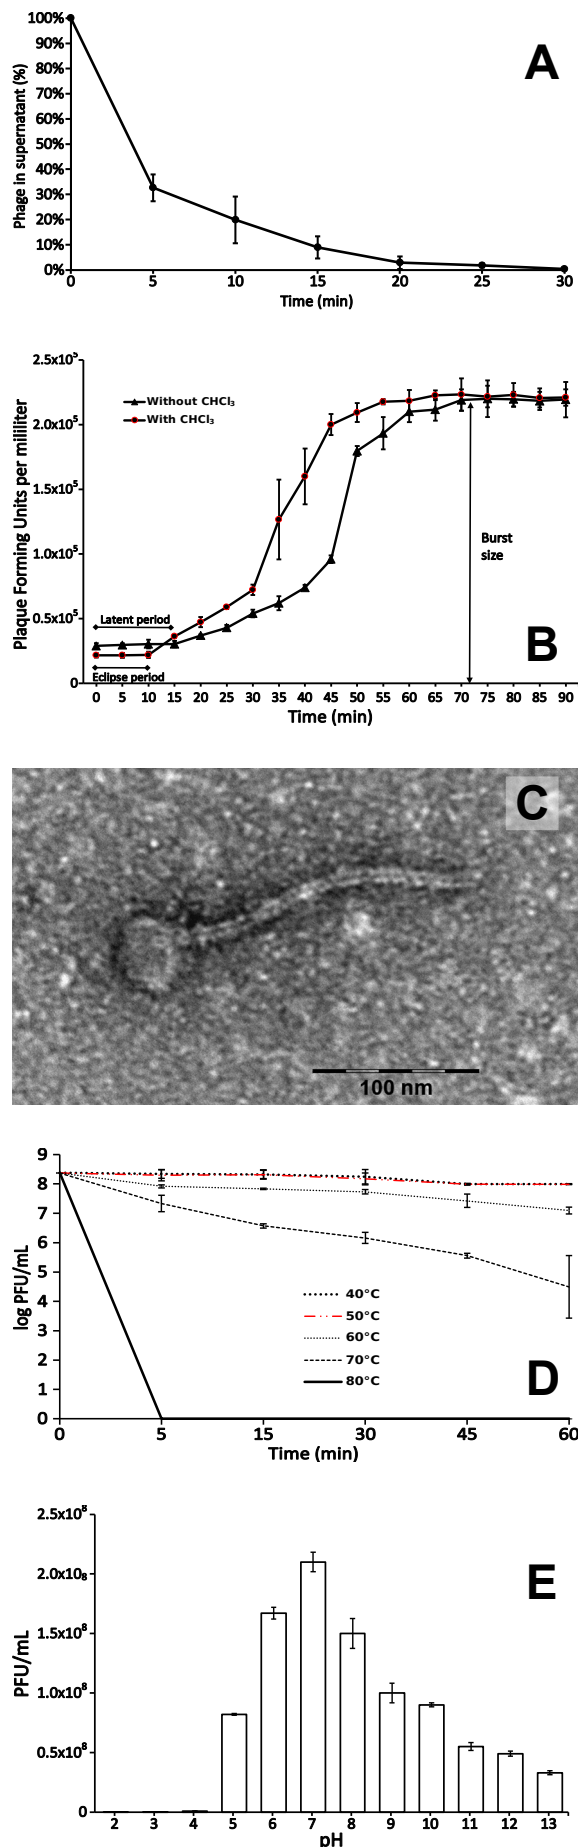 100%
90%
80%
70%
60%
50%
40%
30%
20%
10%
0%
Phage in supernatant (%)
A
0 5 10 15 20 25 30
Time (min)
2.5x10⁵
2.0x10⁵
1.5x10⁵
1.0x10⁵
0.5x10⁵
0
Plaque Forming Units per milliter
Without CHCl₃
With CHCl₃
Latent period
Eclipse period
Burst
size
B
0 5 10 15 20 25 30 35 40 45 50 55 60 65 70 75 80 85 90
Time (min)
C
100 nm
9
8
7
6
5
4
3
2
1
0
log PFU/mL
40°C
50°C
60°C
70°C
80°C
D
0 5 15 30 45 60
Time (min)
2.5x10⁸
2.0x10⁸
1.5x10⁸
1.0x10⁸
0.5x10⁸
0
PFU/mL
E
2 3 4 5 6 7 8 9 10 11 12 13
pH